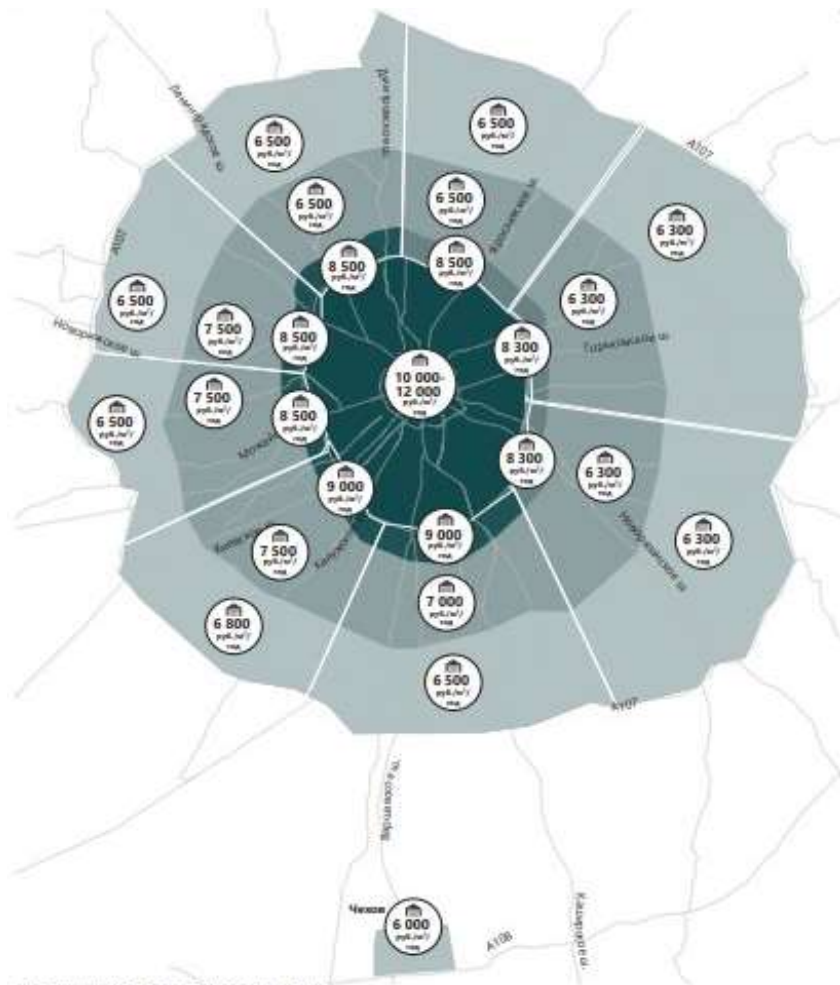 Ленинградское ш.
Дмитровское ш.
6 500
руб./м²/
год
6 500
руб./м²/
год
А107
6 500
руб./м²/
год
6 500
руб./м²/
год
Ярославское ш.
6 300
руб./м²/
год
А107
8 500
руб./м²/
год
8 500
руб./м²/
год
6 500
руб./м²/
год
6 300
руб./м²/
год
7 500
руб./м²/
год
8 500
руб./м²/
год
8 300
руб./м²/
год
Новорижское ш.
Горьковское ш.
10 000-
12 000
руб./м²/
год
7 500
руб./м²/
год
6 500
руб./м²/
год
8 500
руб./м²/
год
8 300
руб./м²/
год
6 300
руб./м²/
год
9 000
руб./м²/
год
7 500
руб./м²/
год
9 000
руб./м²/
год
Новорязанское ш.
6 300
руб./м²/
год
7 000
руб./м²/
год
6 800
руб./м²/
год
6 500
руб./м²/
год
А107
Чехов
6 000
руб./м²/
год
А108